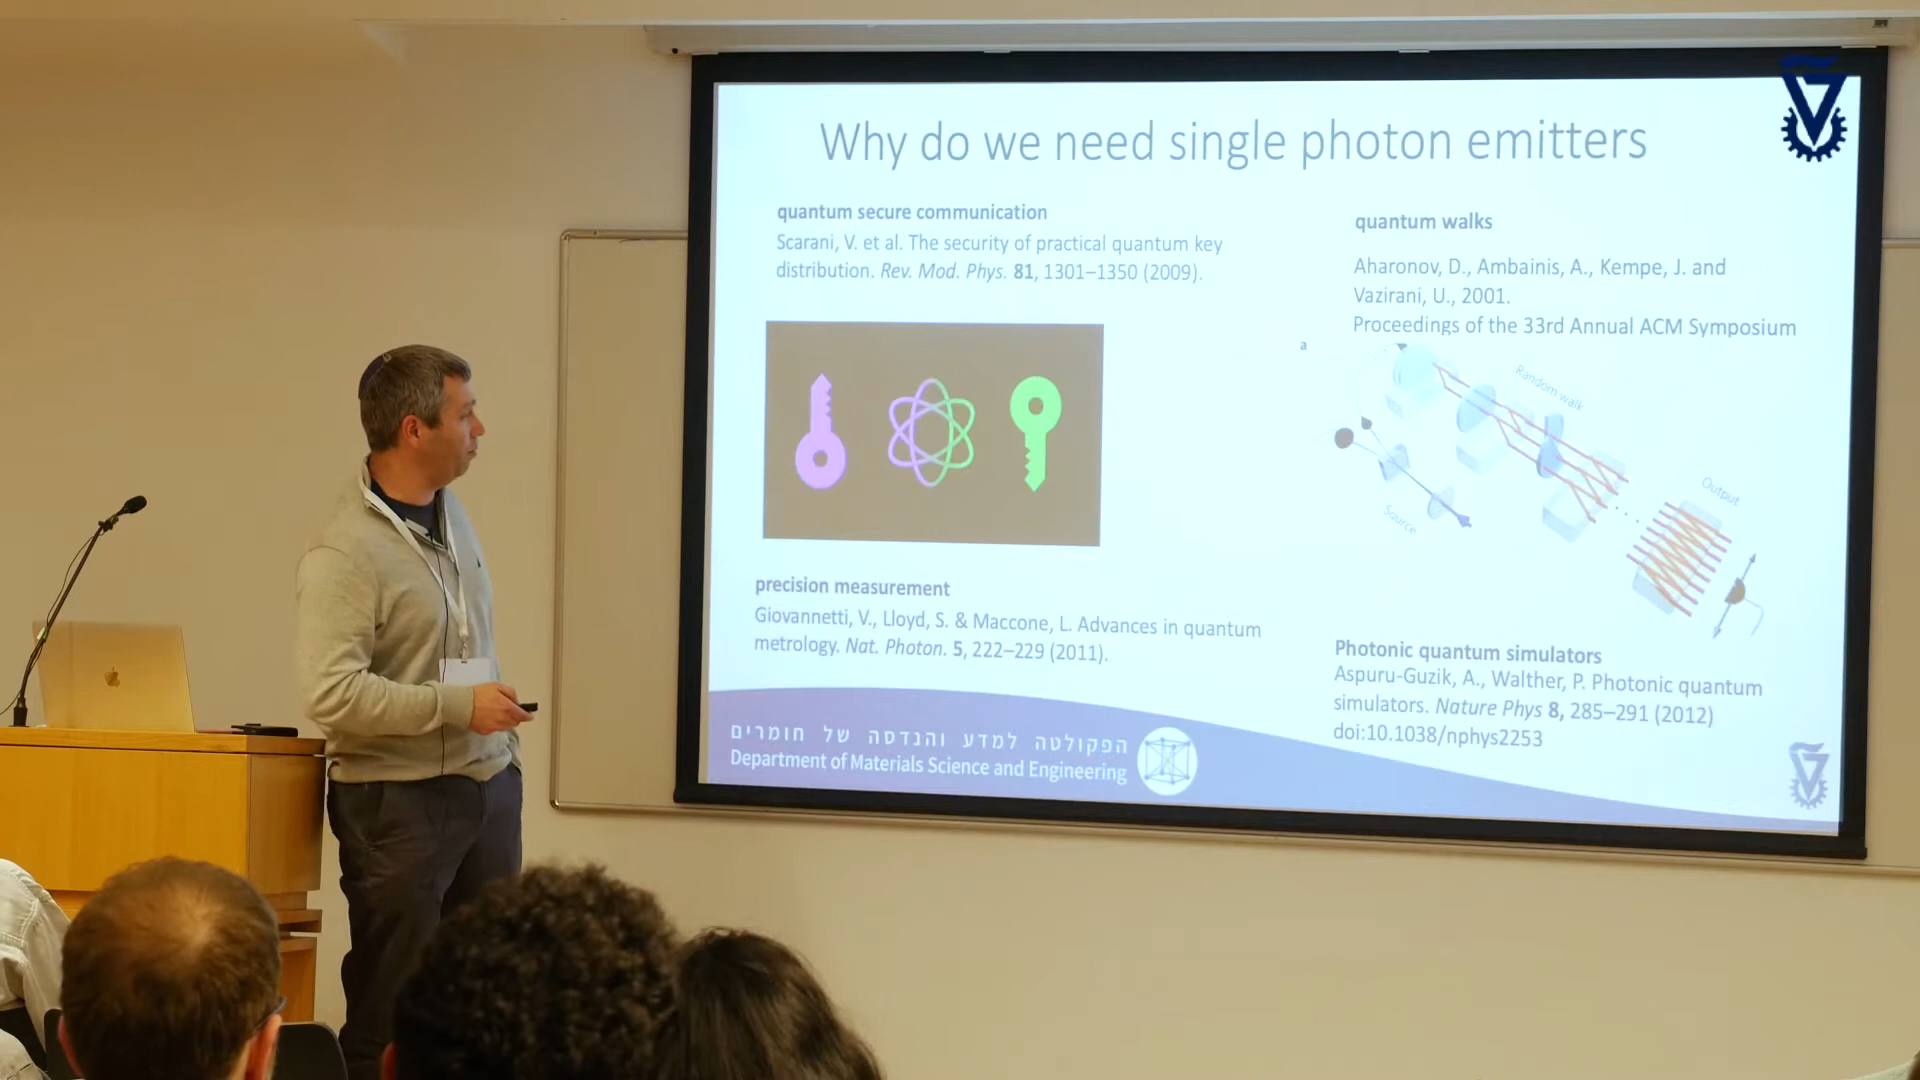 Why do we need single photon emitters
quantum secure communication
Scarani, V. et al. The security of practical quantum key
distribution. Rev. Mod. Phys. 81, 1301–1350 (2009).
precision measurement
Giovannetti, V., Lloyd, S. & Maccone, L. Advances in quantum
metrology. Nat. Photon. 5, 222–229 (2011).
quantum walks
Aharonov, D., Ambainis, A., Kempe, J. and
Vazirani, U., 2001.
Proceedings of the 33rd Annual ACM Symposium
a
Random walk
Source
Output
Photonic quantum simulators
Aspuru-Guzik, A., Walther, P. Photonic quantum
simulators. Nature Phys 8, 285–291 (2012)
doi:10.1038/nphys2253
הפקולטה למדע והנדסה של חומרים
Department of Materials Science and Engineering